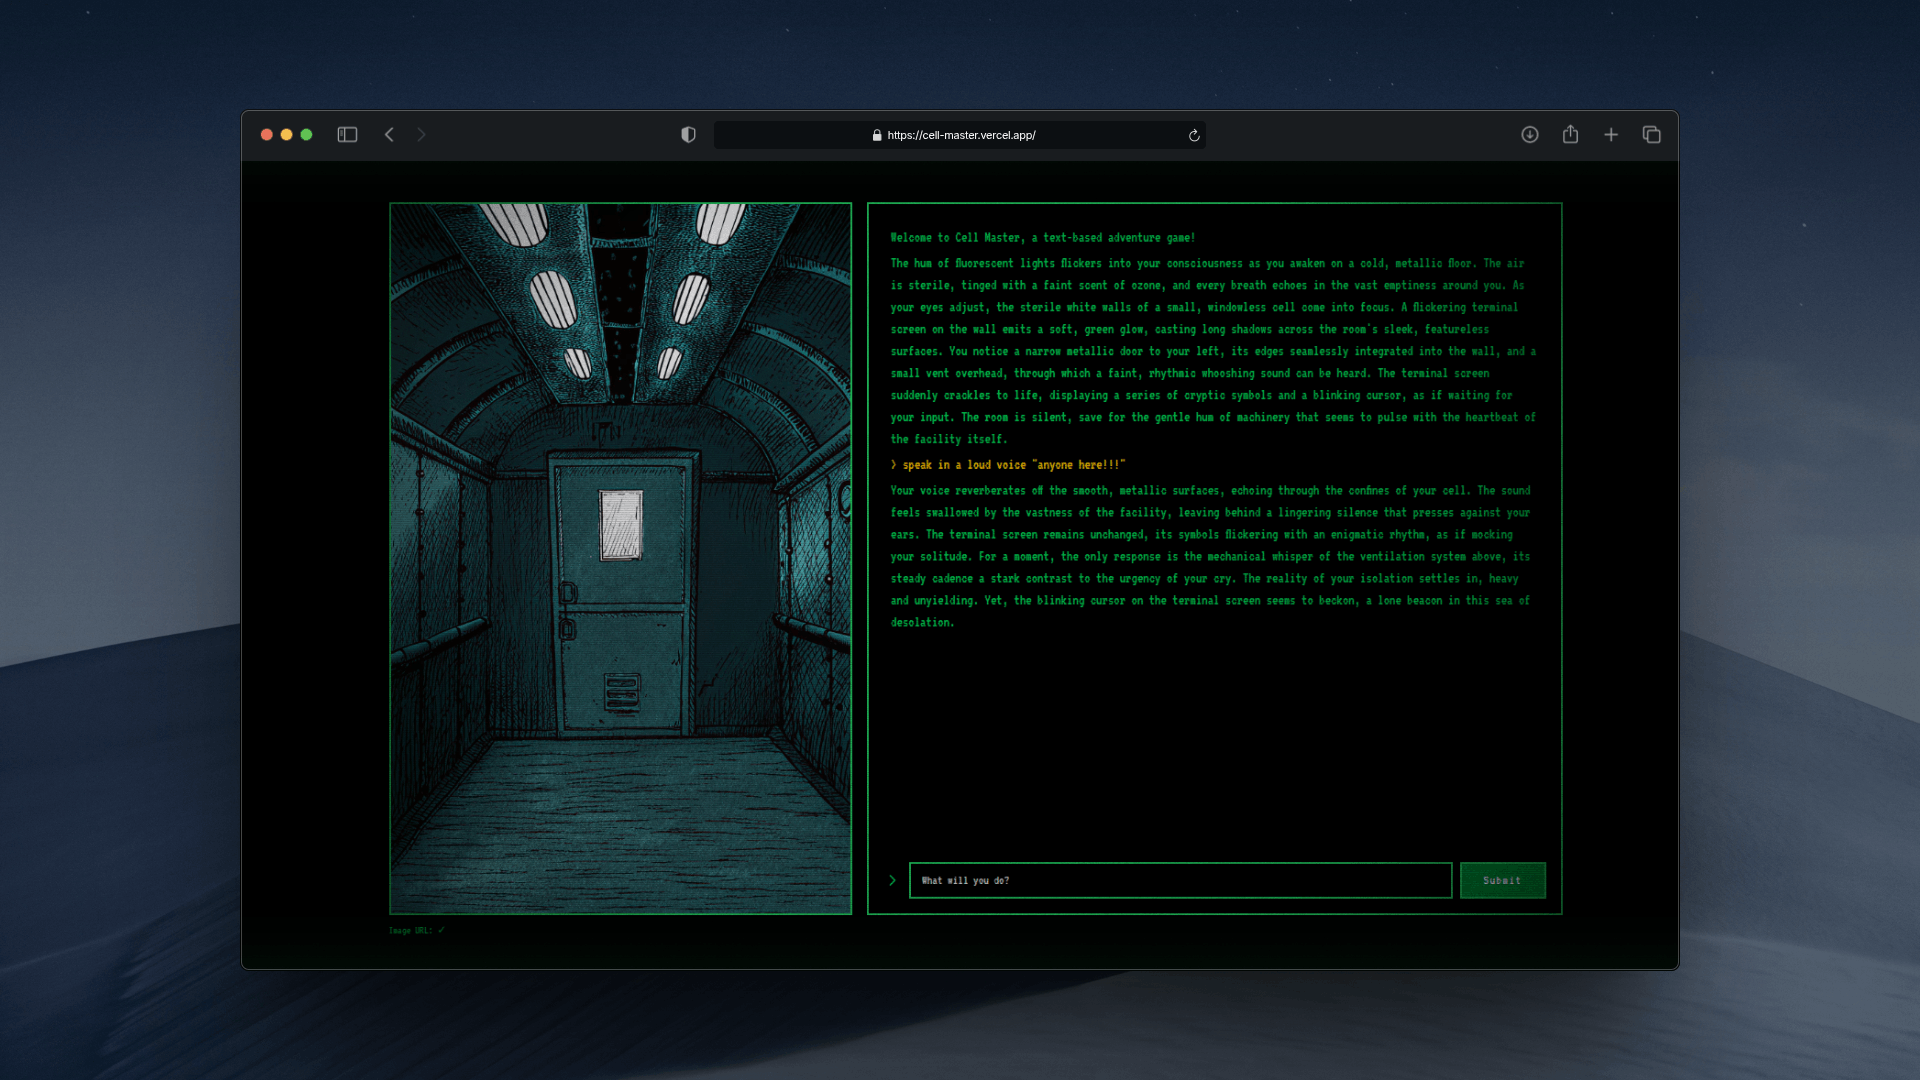 https://cell-master.vercel.app/
Welcome to Cell Master, a text-based adventure game!
The hum of fluorescent lights flickers into your consciousness as you awaken on a cold, metallic floor. The air
is sterile, tinged with a faint scent of ozone, and every breath echoes in the vast emptiness around you. As
your eyes adjust, the sterile white walls of a small, windowless cell come into focus. A flickering terminal
screen on the wall emits a soft, green glow, casting long shadows across the room's sleek, featureless
surfaces. You notice a narrow metallic door to your left, its edges seamlessly integrated into the wall, and a
small vent overhead, through which a faint, rhythmic whooshing sound can be heard. The terminal screen
suddenly crackles to life, displaying a series of cryptic symbols and a blinking cursor, as if waiting for
your input. The room is silent, save for the gentle hum of machinery that seems to pulse with the heartbeat of
the facility itself.
> speak in a loud voice "anyone here!!!"
Your voice reverberates off the smooth, metallic surfaces, echoing through the confines of your cell. The sound
feels swallowed by the vastness of the facility, leaving behind a lingering silence that presses against your
ears. The terminal screen remains unchanged, its symbols flickering with an enigmatic rhythm, as if mocking
your solitude. For a moment, the only response is the mechanical whisper of the ventilation system above, its
steady cadence a stark contrast to the urgency of your cry. The reality of your isolation settles in, heavy
and unyielding. Yet, the blinking cursor on the terminal screen seems to beckon, a lone beacon in this sea of
desolation.
> What will you do?
Submit
Image URL: ✓